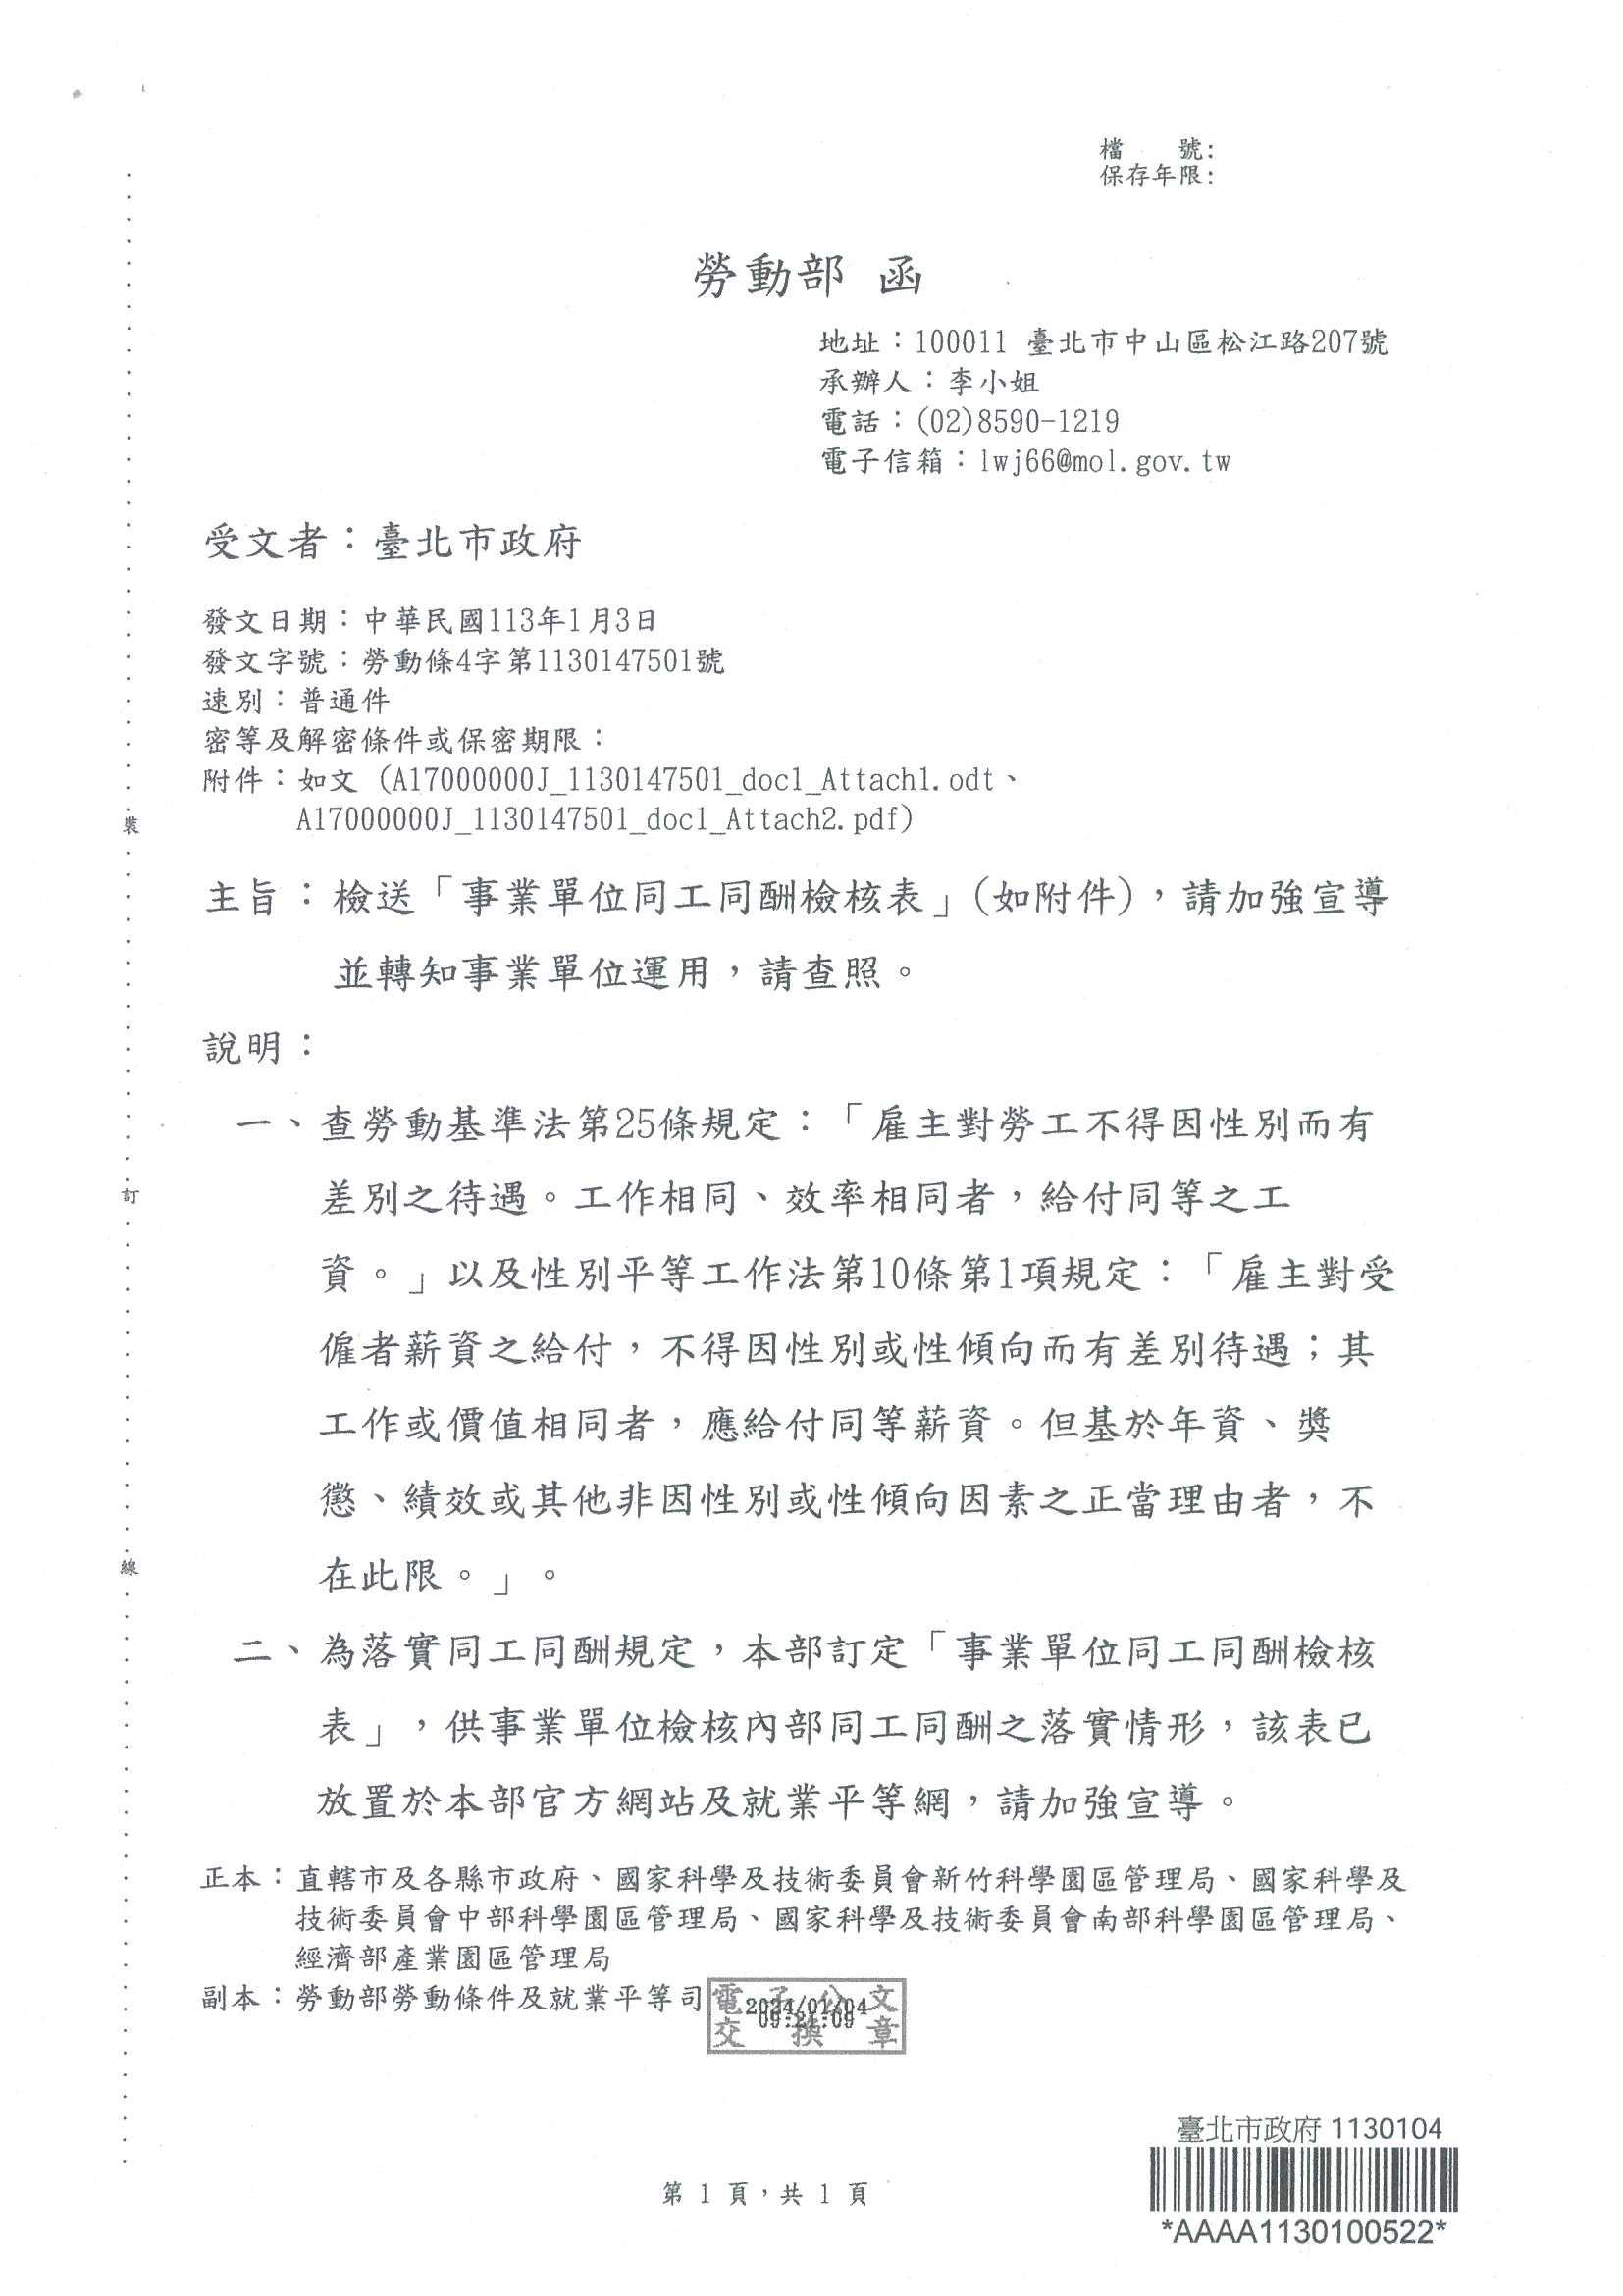 檔　　號:
保存年限:
勞動部 函
地址：100011 臺北市中山區松江路207號
承辦人：李小姐
電話：(02)8590-1219
電子信箱：lwj66@mol.gov.tw
受文者：臺北市政府
發文日期：中華民國113年1月3日
發文字號：勞動條4字第1130147501號
速別：普通件
密等及解密條件或保密期限：
附件：如文 (A17000000J_1130147501_doc1_Attach1.odt、
A17000000J_1130147501_doc1_Attach2.pdf)
主旨：檢送「事業單位同工同酬檢核表」(如附件)，請加強宣導
並轉知事業單位運用，請查照。
說明：
一、查勞動基準法第25條規定：「雇主對勞工不得因性別而有
差別之待遇。工作相同、效率相同者，給付同等之工
資。」以及性別平等工作法第10條第1項規定：「雇主對受
僱者薪資之給付，不得因性別或性傾向而有差別待遇；其
工作或價值相同者，應給付同等薪資。但基於年資、獎
懲、績效或其他非因性別或性傾向因素之正當理由者，不
在此限。」。
二、為落實同工同酬規定，本部訂定「事業單位同工同酬檢核
表」，供事業單位檢核內部同工同酬之落實情形，該表已
放置於本部官方網站及就業平等網，請加強宣導。
正本：直轄市及各縣市政府、國家科學及技術委員會新竹科學園區管理局、國家科學及
技術委員會中部科學園區管理局、國家科學及技術委員會南部科學園區管理局、
經濟部產業園區管理局
副本：勞動部勞動條件及就業平等司
電子公文
交換章
2024/01/04
09:21:09
裝
訂
線
臺北市政府 1130104
*AAAA1130100522*
第 1 頁，共 1 頁